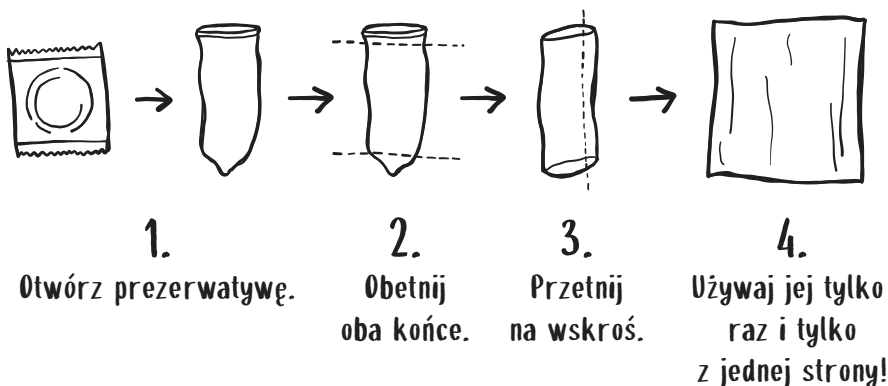 1.
Otwórz prezerwatywę.
2.
Obetnij
oba końce.
3.
Przetnij
na wskroś.
4.
Używaj jej tylko
raz i tylko
z jednej strony!